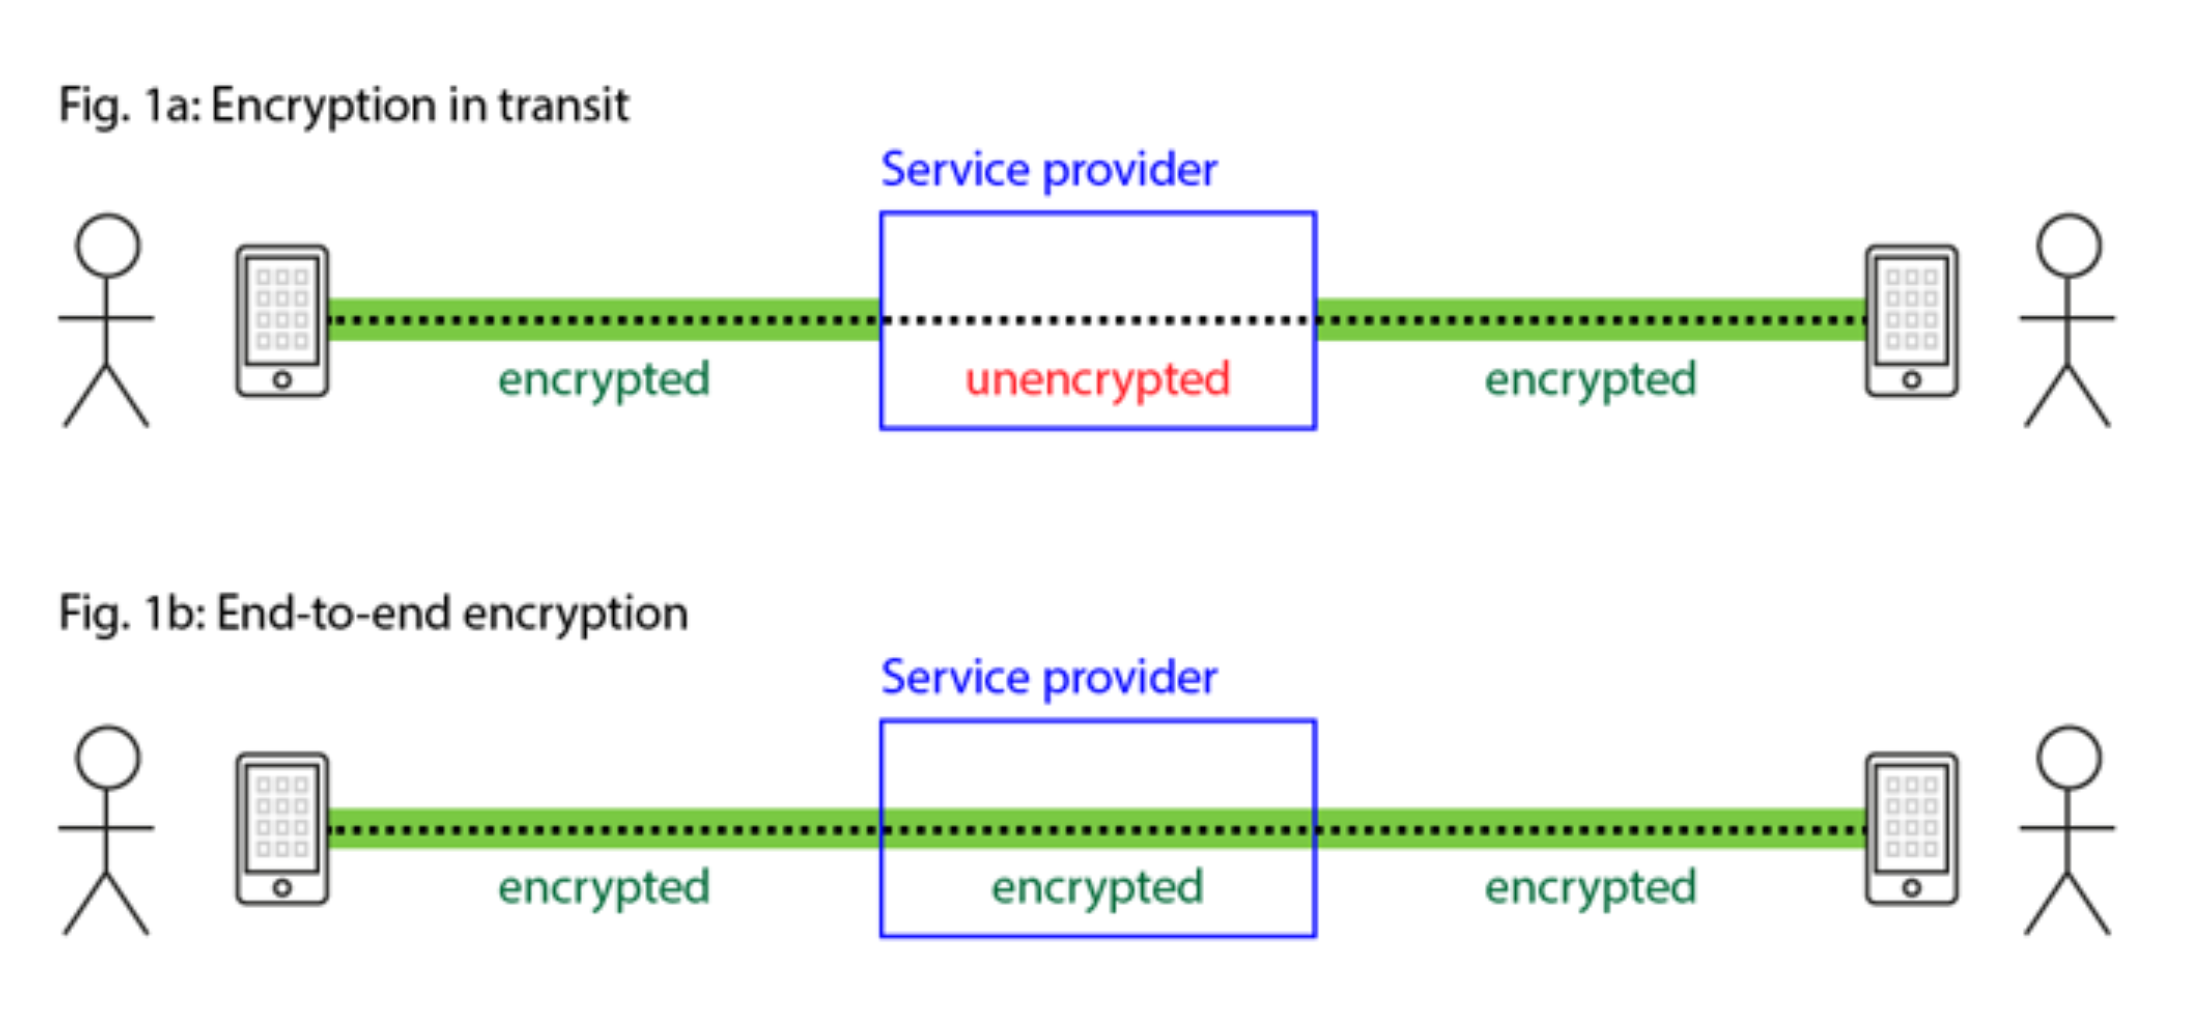 Fig. 1a: Encryption in transit
Service provider
encrypted
unencrypted
encrypted
Fig. 1b: End-to-end encryption
Service provider
encrypted
encrypted
encrypted